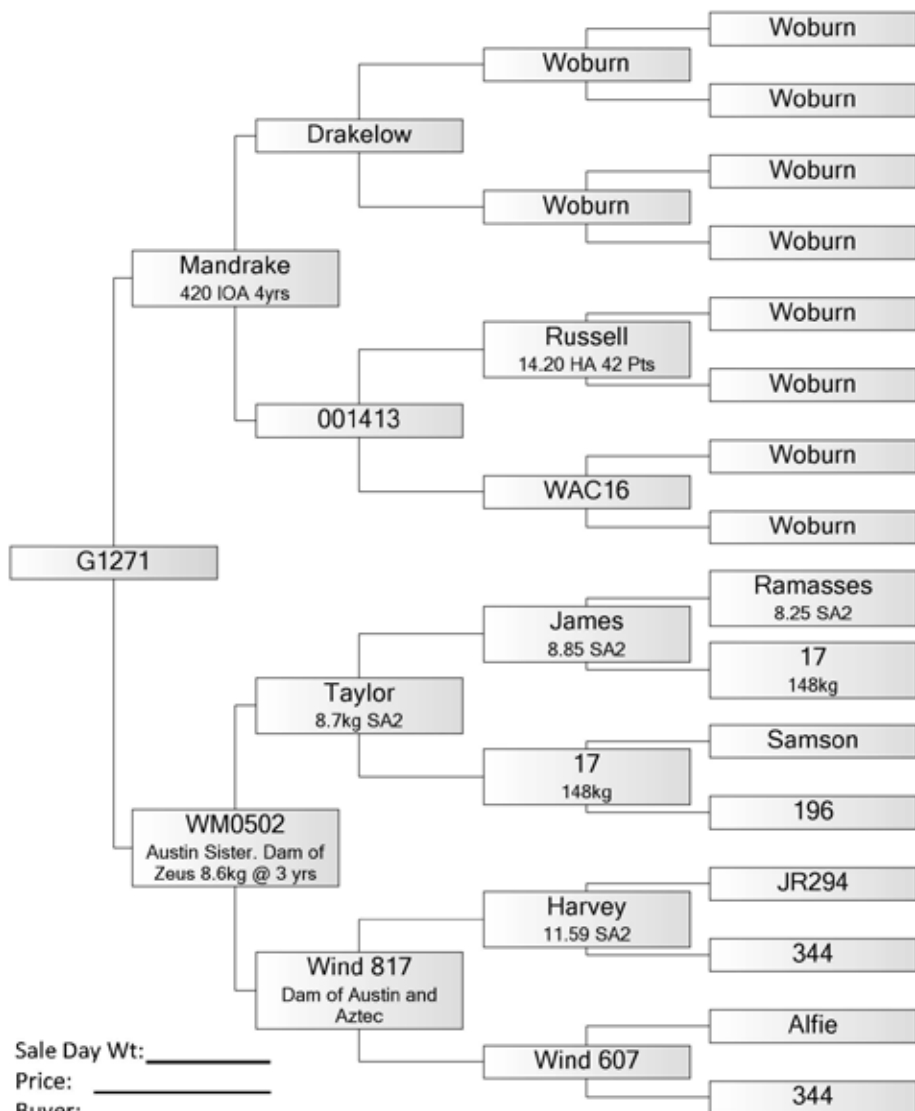 Woburn
Woburn
Woburn
Drakelow
Woburn
Woburn
Woburn
Mandrake
420 IOA 4yrs
Woburn
Russell
14.20 HA 42 Pts
Woburn
001413
Woburn
WAC16
Woburn
G1271
Ramasses
8.25 SA2
James
8.85 SA2
17
148kg
Taylor
8.7kg SA2
Samson
17
148kg
196
WM0502
Austin Sister. Dam of
Zeus 8.6kg @ 3 yrs
JR294
Harvey
11.59 SA2
344
Wind 817
Dam of Austin and
Aztec
Alfie
Wind 607
344
Sale Day Wt:
Price:
Buyer: